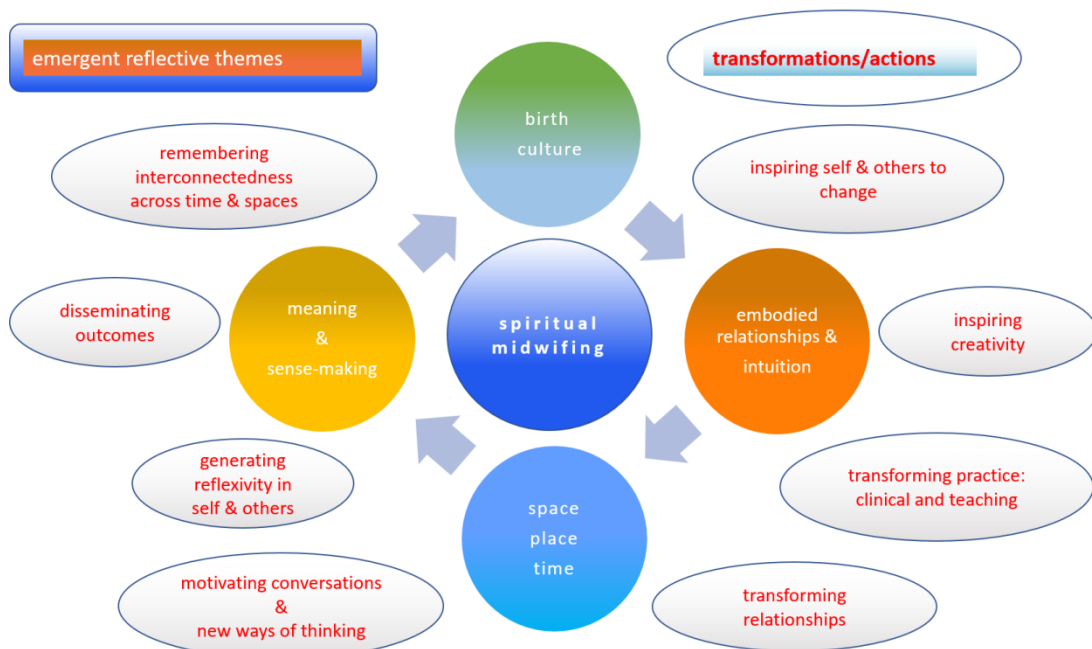 emergent reflective themes
transformations/actions
birth
culture
remembering
interconnectedness
across time & spaces
inspiring self & others to
change
meaning
&
sense-making
spiritual
midwifing
embodied
relationships &
intuition
disseminating
outcomes
inspiring
creativity
generating
reflexivity in
self & others
space
place
time
transforming practice:
clinical and teaching
motivating conversations
&
new ways of thinking
transforming
relationships